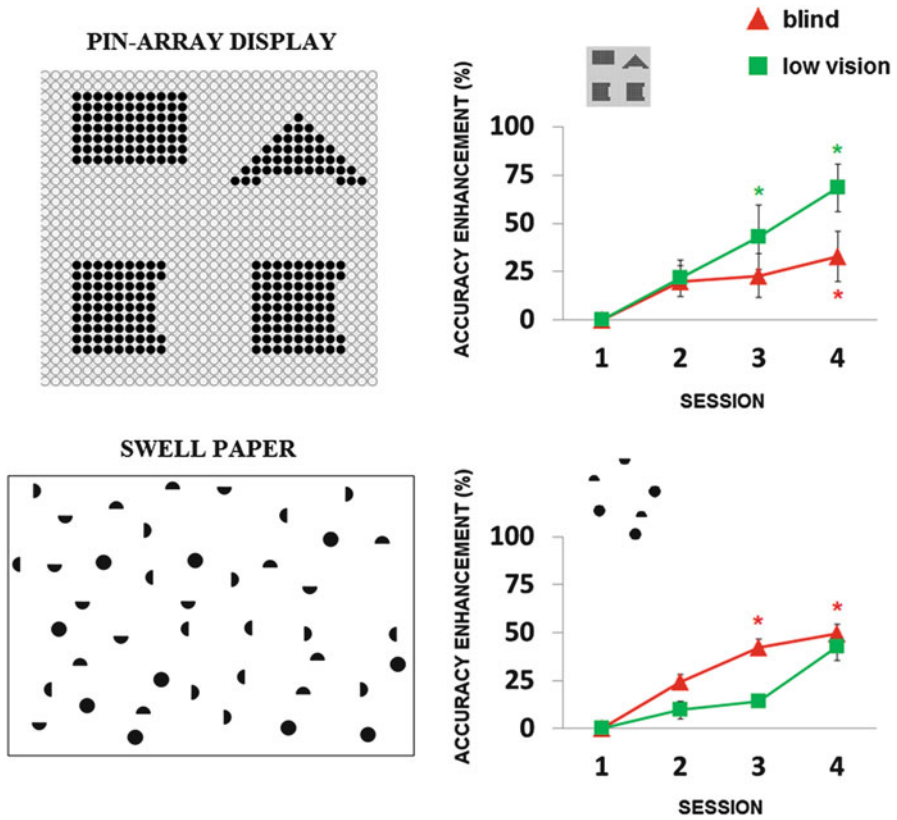 PIN-ARRAY DISPLAY
blind
low vision
ACCURACY ENHANCEMENT (%)
100
75
50
25
0
*
*
*
1 2 3 4
SESSION
SWELL PAPER
ACCURACY ENHANCEMENT (%)
100
75
50
25
0
*
*
1 2 3 4
SESSION